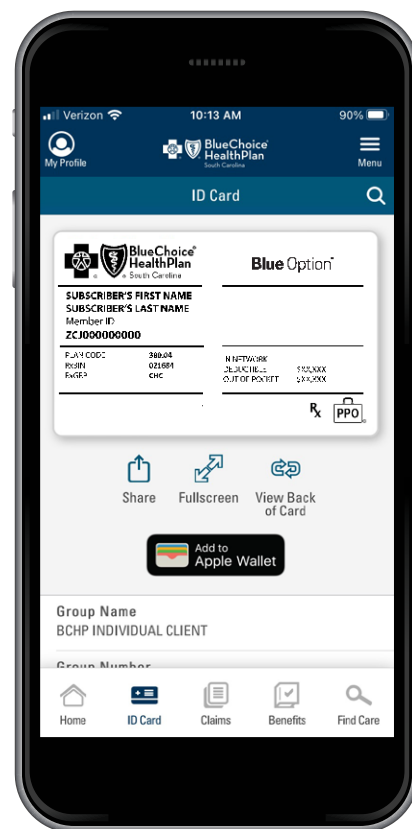 Verizon 10:13 AM 90%
My Profile
BlueChoice
HealthPlan
South Carolina
Menu
ID Card
BlueChoice®
HealthPlan
South Carolina
Blue Option
SUBSCRIBER'S FIRST NAME
SUBSCRIBER'S LAST NAME
Member ID
ZCJ000000000
PLAN CODE 380.04
RxBIN 021684
RxGRP CHC
IN NETWORK
DEDUCTIBLE $XX,XXX
OUT OF POCKET $XX,XXX
Rx PPO
Share Fullscreen View Back
of Card
Add to
Apple Wallet
Group Name
BCHP INDIVIDUAL CLIENT
Group Number
Home ID Card Claims Benefits Find Care